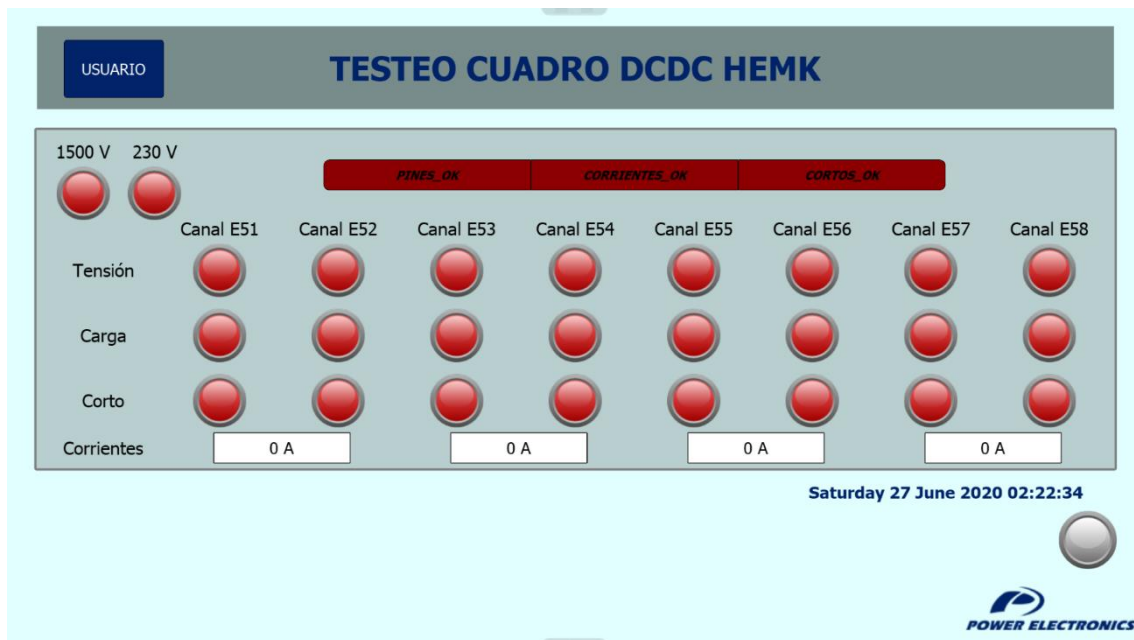 USUARIO
TESTEO CUADRO DCDC HEMK
1500 V 230 V
PINES_OK CORRIENTES_OK CORTOS_OK
Canal E51 Canal E52 Canal E53 Canal E54 Canal E55 Canal E56 Canal E57 Canal E58
Tensión
Carga
Corto
Corrientes 0 A 0 A 0 A 0 A
Saturday 27 June 2020 02:22:34
POWER ELECTRONICS